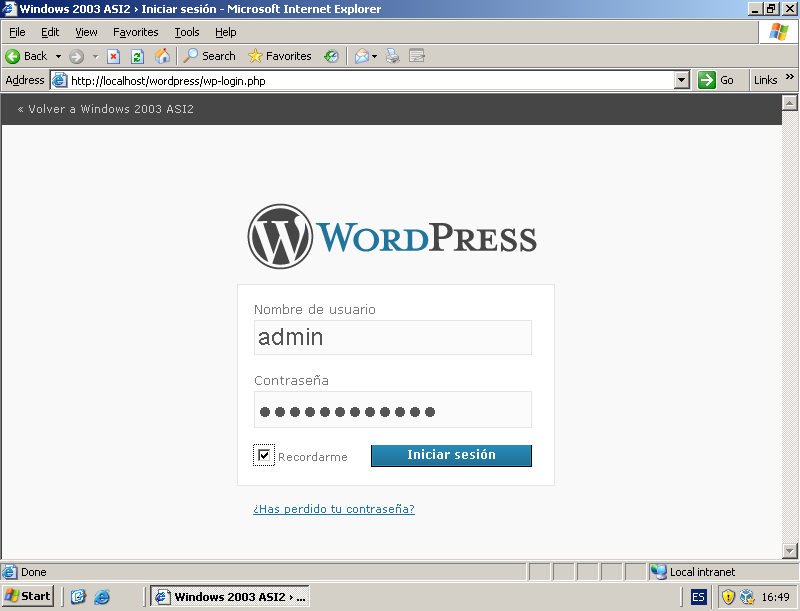 Windows 2003 ASI2 › Iniciar sesión - Microsoft Internet Explorer
File Edit View Favorites Tools Help
Back Search Favorites
Address http://localhost/wordpress/wp-login.php Go Links »
« Volver a Windows 2003 ASI2
W WORDPRESS
Nombre de usuario
admin
Contraseña
●●●●●●●●●●●●
Recordarme Iniciar sesión
¿Has perdido tu contraseña?
Done Local intranet
Start Windows 2003 ASI2 › ... ES 16:49